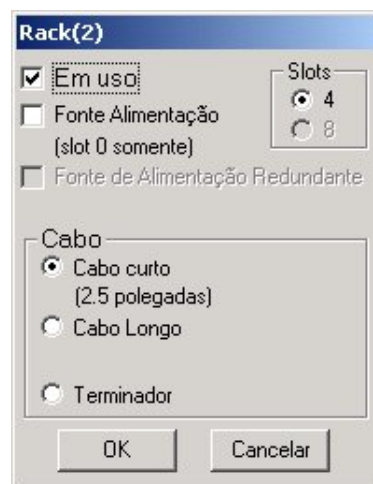 Rack(2)
Em uso
Slots
4
Fonte Alimentação
(slot 0 somente)
8
Fonte de Alimentação Redundante
Cabo
Cabo curto
(2.5 polegadas)
Cabo Longo
Terminador
OK
Cancelar